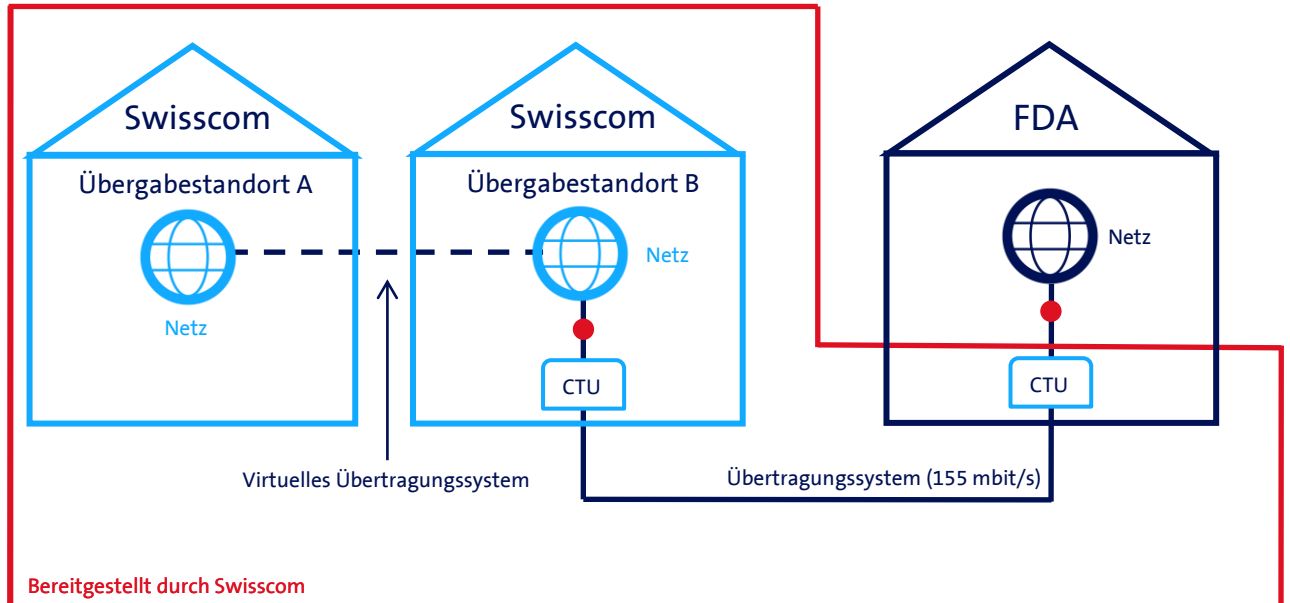 Swisscom
Übergabestandort A
Netz
Swisscom
Übergabestandort B
Netz
CTU
FDA
Netz
CTU
Virtuelles Übertragungssystem
Übertragungssystem (155 mbit/s)
Bereitgestellt durch Swisscom